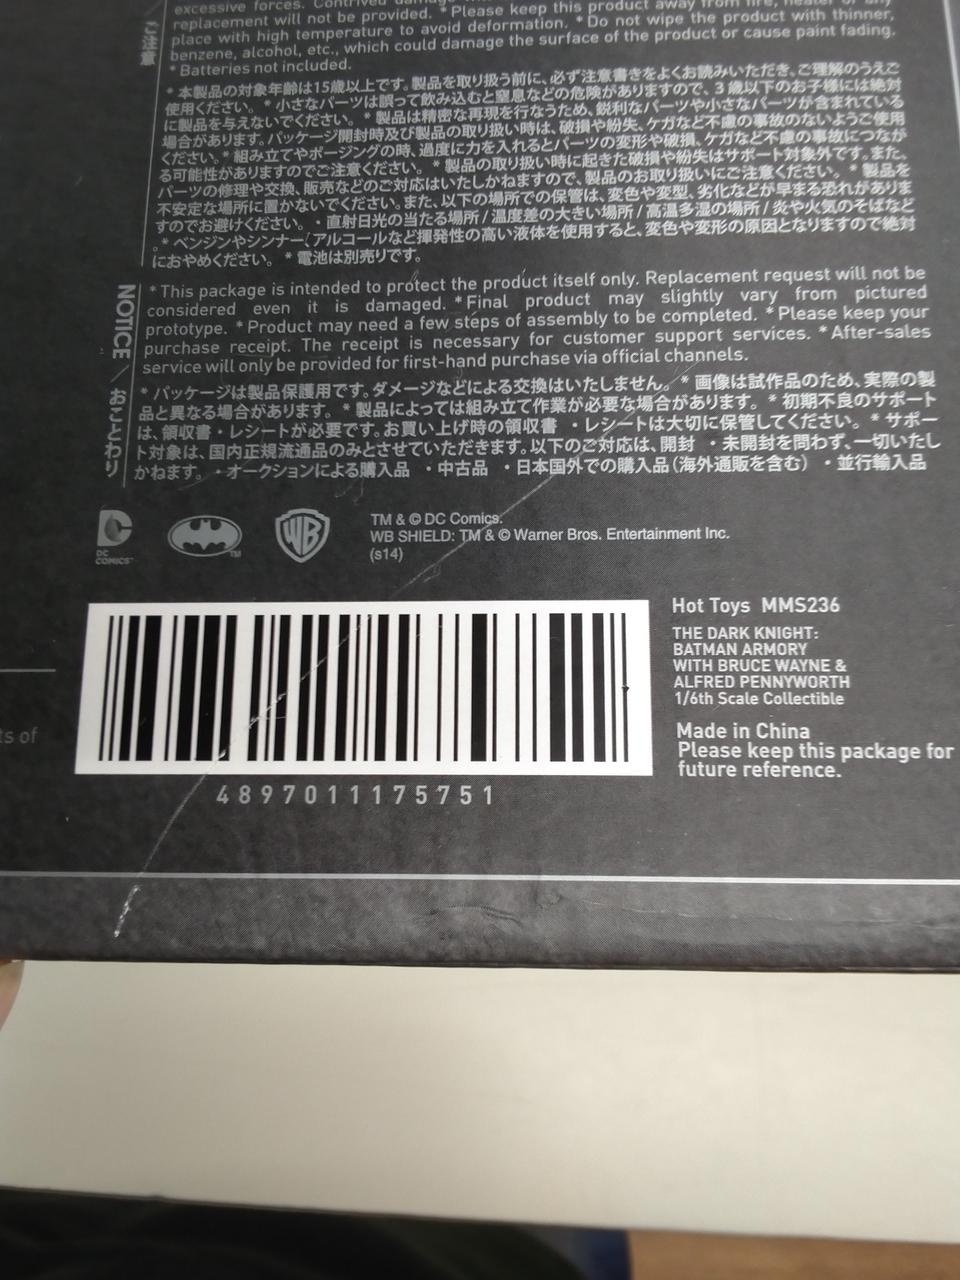 excessive forces. Contrived
replacement will not be provided. * Please keep this product away from fire, heater or any
place with high temperature to avoid deformation. * Do not wipe the product with thinner,
benzene, alcohol, etc., which could damage the surface of the product or cause paint fading.
* Batteries not included.
ご注意
* 本製品の対象年齢は15歳以上です。製品を取り扱う前に、必ず注意書きをよくお読みいただき、ご理解のうえご
使用ください。 * 小さなパーツは誤って飲み込むと窒息などの危険がありますので、3歳以下のお子様には絶対
に製品を与えないでください。 * 製品は精密な再現を行なうため、鋭利なパーツや小さなパーツが含まれている
場合があります。パッケージ開封時及び製品の取り扱い時は、破損や紛失、ケガなど不慮の事故のないようご使用
ください。 * 組み立てやポージングの時、過度に力を入れるとパーツの変形や破損、ケガなど不慮の事故につなが
る可能性がありますのでご注意ください。 * 製品の取り扱い時に起きた破損や紛失はサポート対象外です。また、
パーツの修理や交換、販売などのご対応はいたしかねますので、製品のお取り扱いにご注意ください。 * 製品を
不安定な場所に置かないでください。また、以下の場所での保管は、変色や変型、劣化などが早まる恐れがありま
すのでお避けください。 ・直射日光の当たる場所 / 温度差の大きい場所 / 高温多湿の場所 / 炎や火気のそばなど
。* ベンジンやシンナー、アルコールなど揮発性の高い液体を使用すると、変色や変形の原因となりますので絶対
におやめください。 * 電池は別売りです。
NOTICE / おことわり
* This package is intended to protect the product itself only. Replacement request will not be
considered even it is damaged. * Final product may slightly vary from pictured
prototype. * Product may need a few steps of assembly to be completed. * Please keep your
purchase receipt. The receipt is necessary for customer support services. * After-sales
service will only be provided for first-hand purchase via official channels.
* パッケージは製品保護用です。ダメージなどによる交換はいたしません。 * 画像は試作品のため、実際の製
品と異なる場合があります。 * 製品によっては組み立て作業が必要な場合があります。 * 初期不良のサポート
は、領収書・レシートが必要です。お買い上げ時の領収書 ・レシートは大切に保管してください。 * サポー
ト対象は、国内正規流通品のみとさせていただきます。以下のご対応は、開封 ・未開封を問わず、一切いたし
かねます。 ・オークションによる購入品 ・中古品 ・日本国外での購入品 (海外通販を含む) ・並行輸入品
DC
COMICS™
TM
WB
TM & © DC Comics.
WB SHIELD: TM & © Warner Bros. Entertainment Inc.
(s14)
Hot Toys MMS236
THE DARK KNIGHT:
BATMAN ARMORY
WITH BRUCE WAYNE &
ALFRED PENNYWORTH
1/6th Scale Collectible
Made in China
Please keep this package for
future reference.
ts of
4897011175751